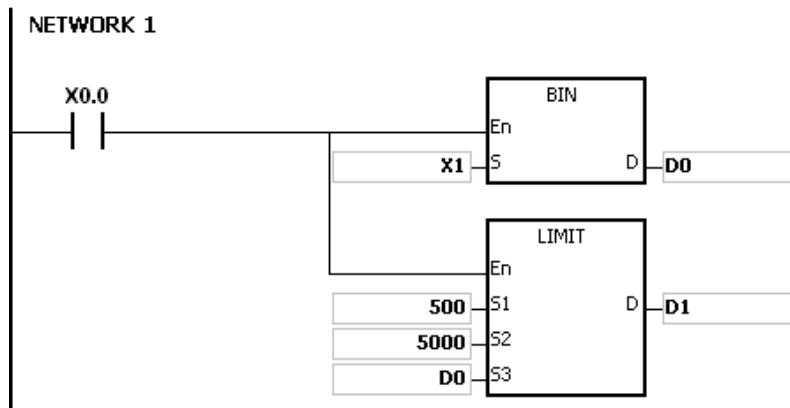 NETWORK 1
X0.0
BIN
En
X1 S D D0
LIMIT
En
500 S1 D D1
5000 S2
D0 S3